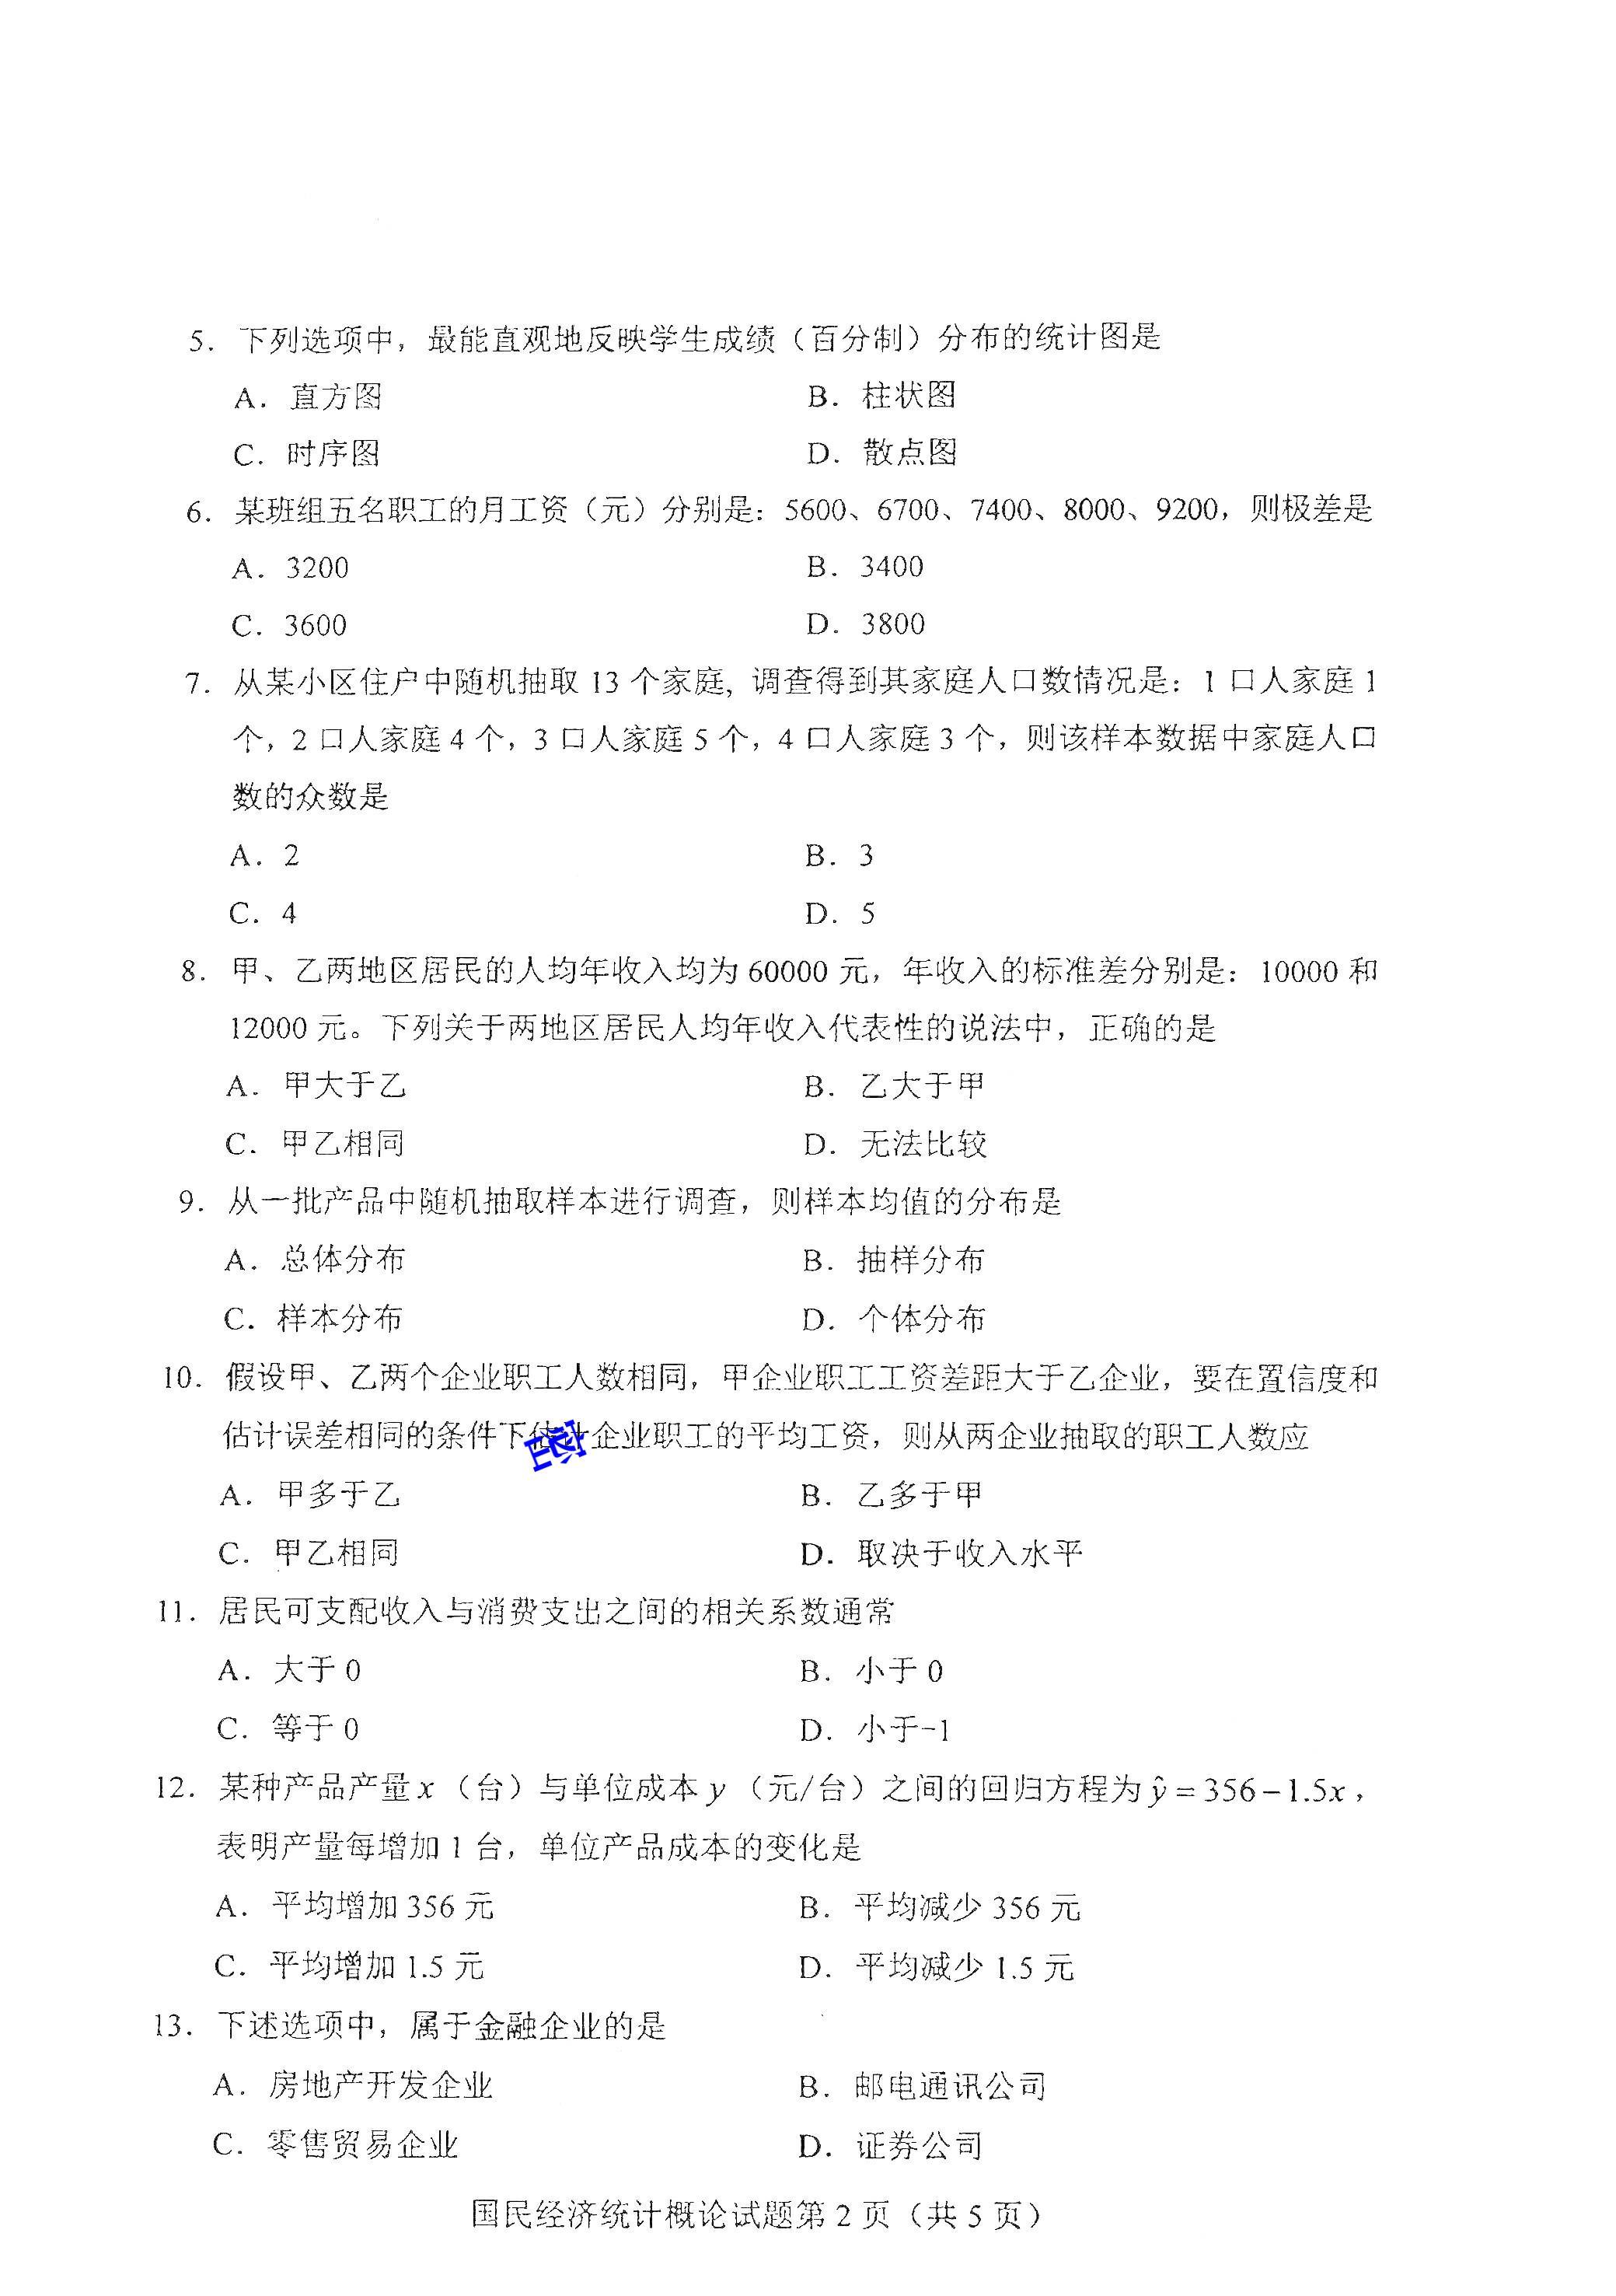 5. 下列选项中，最能直观地反映学生成绩（百分制）分布的统计图是
A. 直方图 B. 柱状图
C. 时序图 D. 散点图
6. 某班组五名职工的月工资（元）分别是：5600、6700、7400、8000、9200，则极差是
A. 3200 B. 3400
C. 3600 D. 3800
7. 从某小区住户中随机抽取 13 个家庭, 调查得到其家庭人口数情况是：1 口人家庭 1
个，2 口人家庭 4 个，3 口人家庭 5 个，4 口人家庭 3 个，则该样本数据中家庭人口
数的众数是
A. 2 B. 3
C. 4 D. 5
8. 甲、乙两地区居民的人均年收入均为 60000 元，年收入的标准差分别是：10000 和
12000 元。下列关于两地区居民人均年收入代表性的说法中，正确的是
A. 甲大于乙 B. 乙大于甲
C. 甲乙相同 D. 无法比较
9. 从一批产品中随机抽取样本进行调查，则样本均值的分布是
A. 总体分布 B. 抽样分布
C. 样本分布 D. 个体分布
10. 假设甲、乙两个企业职工人数相同，甲企业职工工资差距大于乙企业，要在置信度和
估计误差相同的条件下估计企业职工的平均工资，则从两企业抽取的职工人数应
A. 甲多于乙 B. 乙多于甲
C. 甲乙相同 D. 取决于收入水平
11. 居民可支配收入与消费支出之间的相关系数通常
A. 大于 0 B. 小于 0
C. 等于 0 D. 小于-1
12. 某种产品产量 x （台）与单位成本 y （元/台）之间的回归方程为 ŷ = 356－1.5x，
表明产量每增加 1 台，单位产品成本的变化是
A. 平均增加 356 元 B. 平均减少 356 元
C. 平均增加 1.5 元 D. 平均减少 1.5 元
13. 下述选项中，属于金融企业的是
A. 房地产开发企业 B. 邮电通讯公司
C. 零售贸易企业 D. 证券公司
国民经济统计概论试题第 2 页（共 5 页）